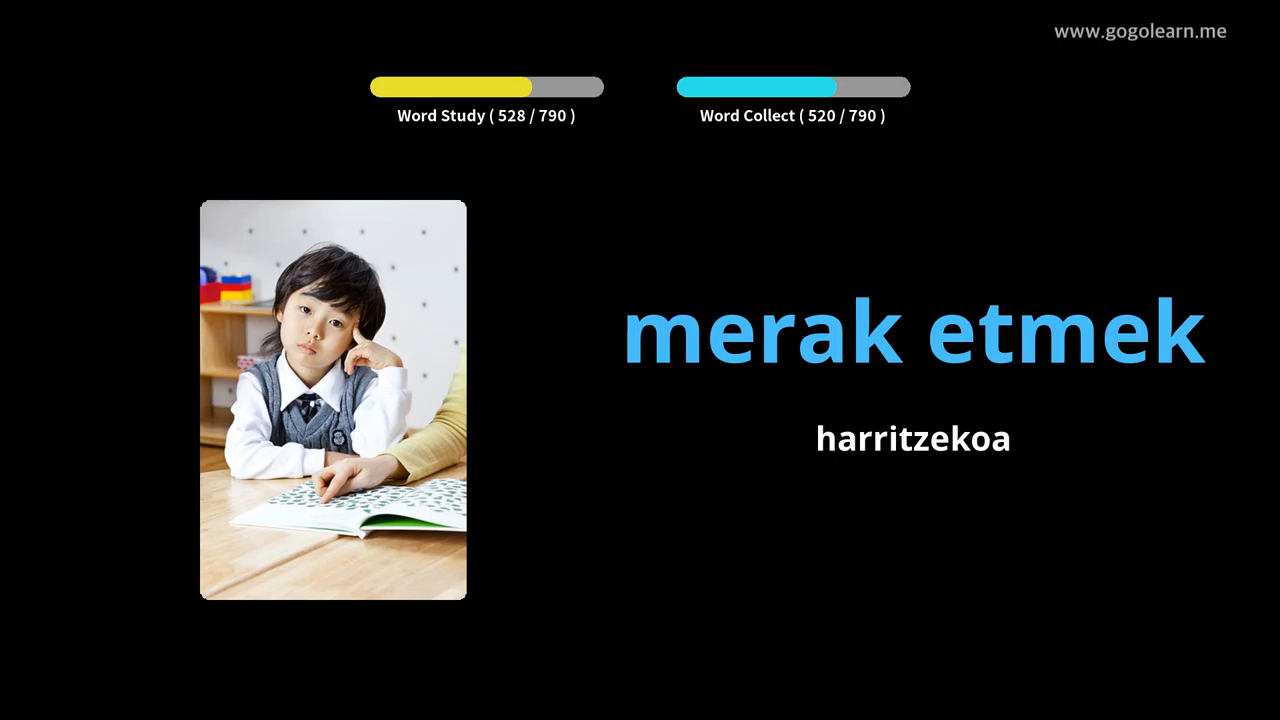 www.gogolearn.me
Word Study ( 528 / 790 )
Word Collect ( 520 / 790 )
merak etmek
harritzekoa